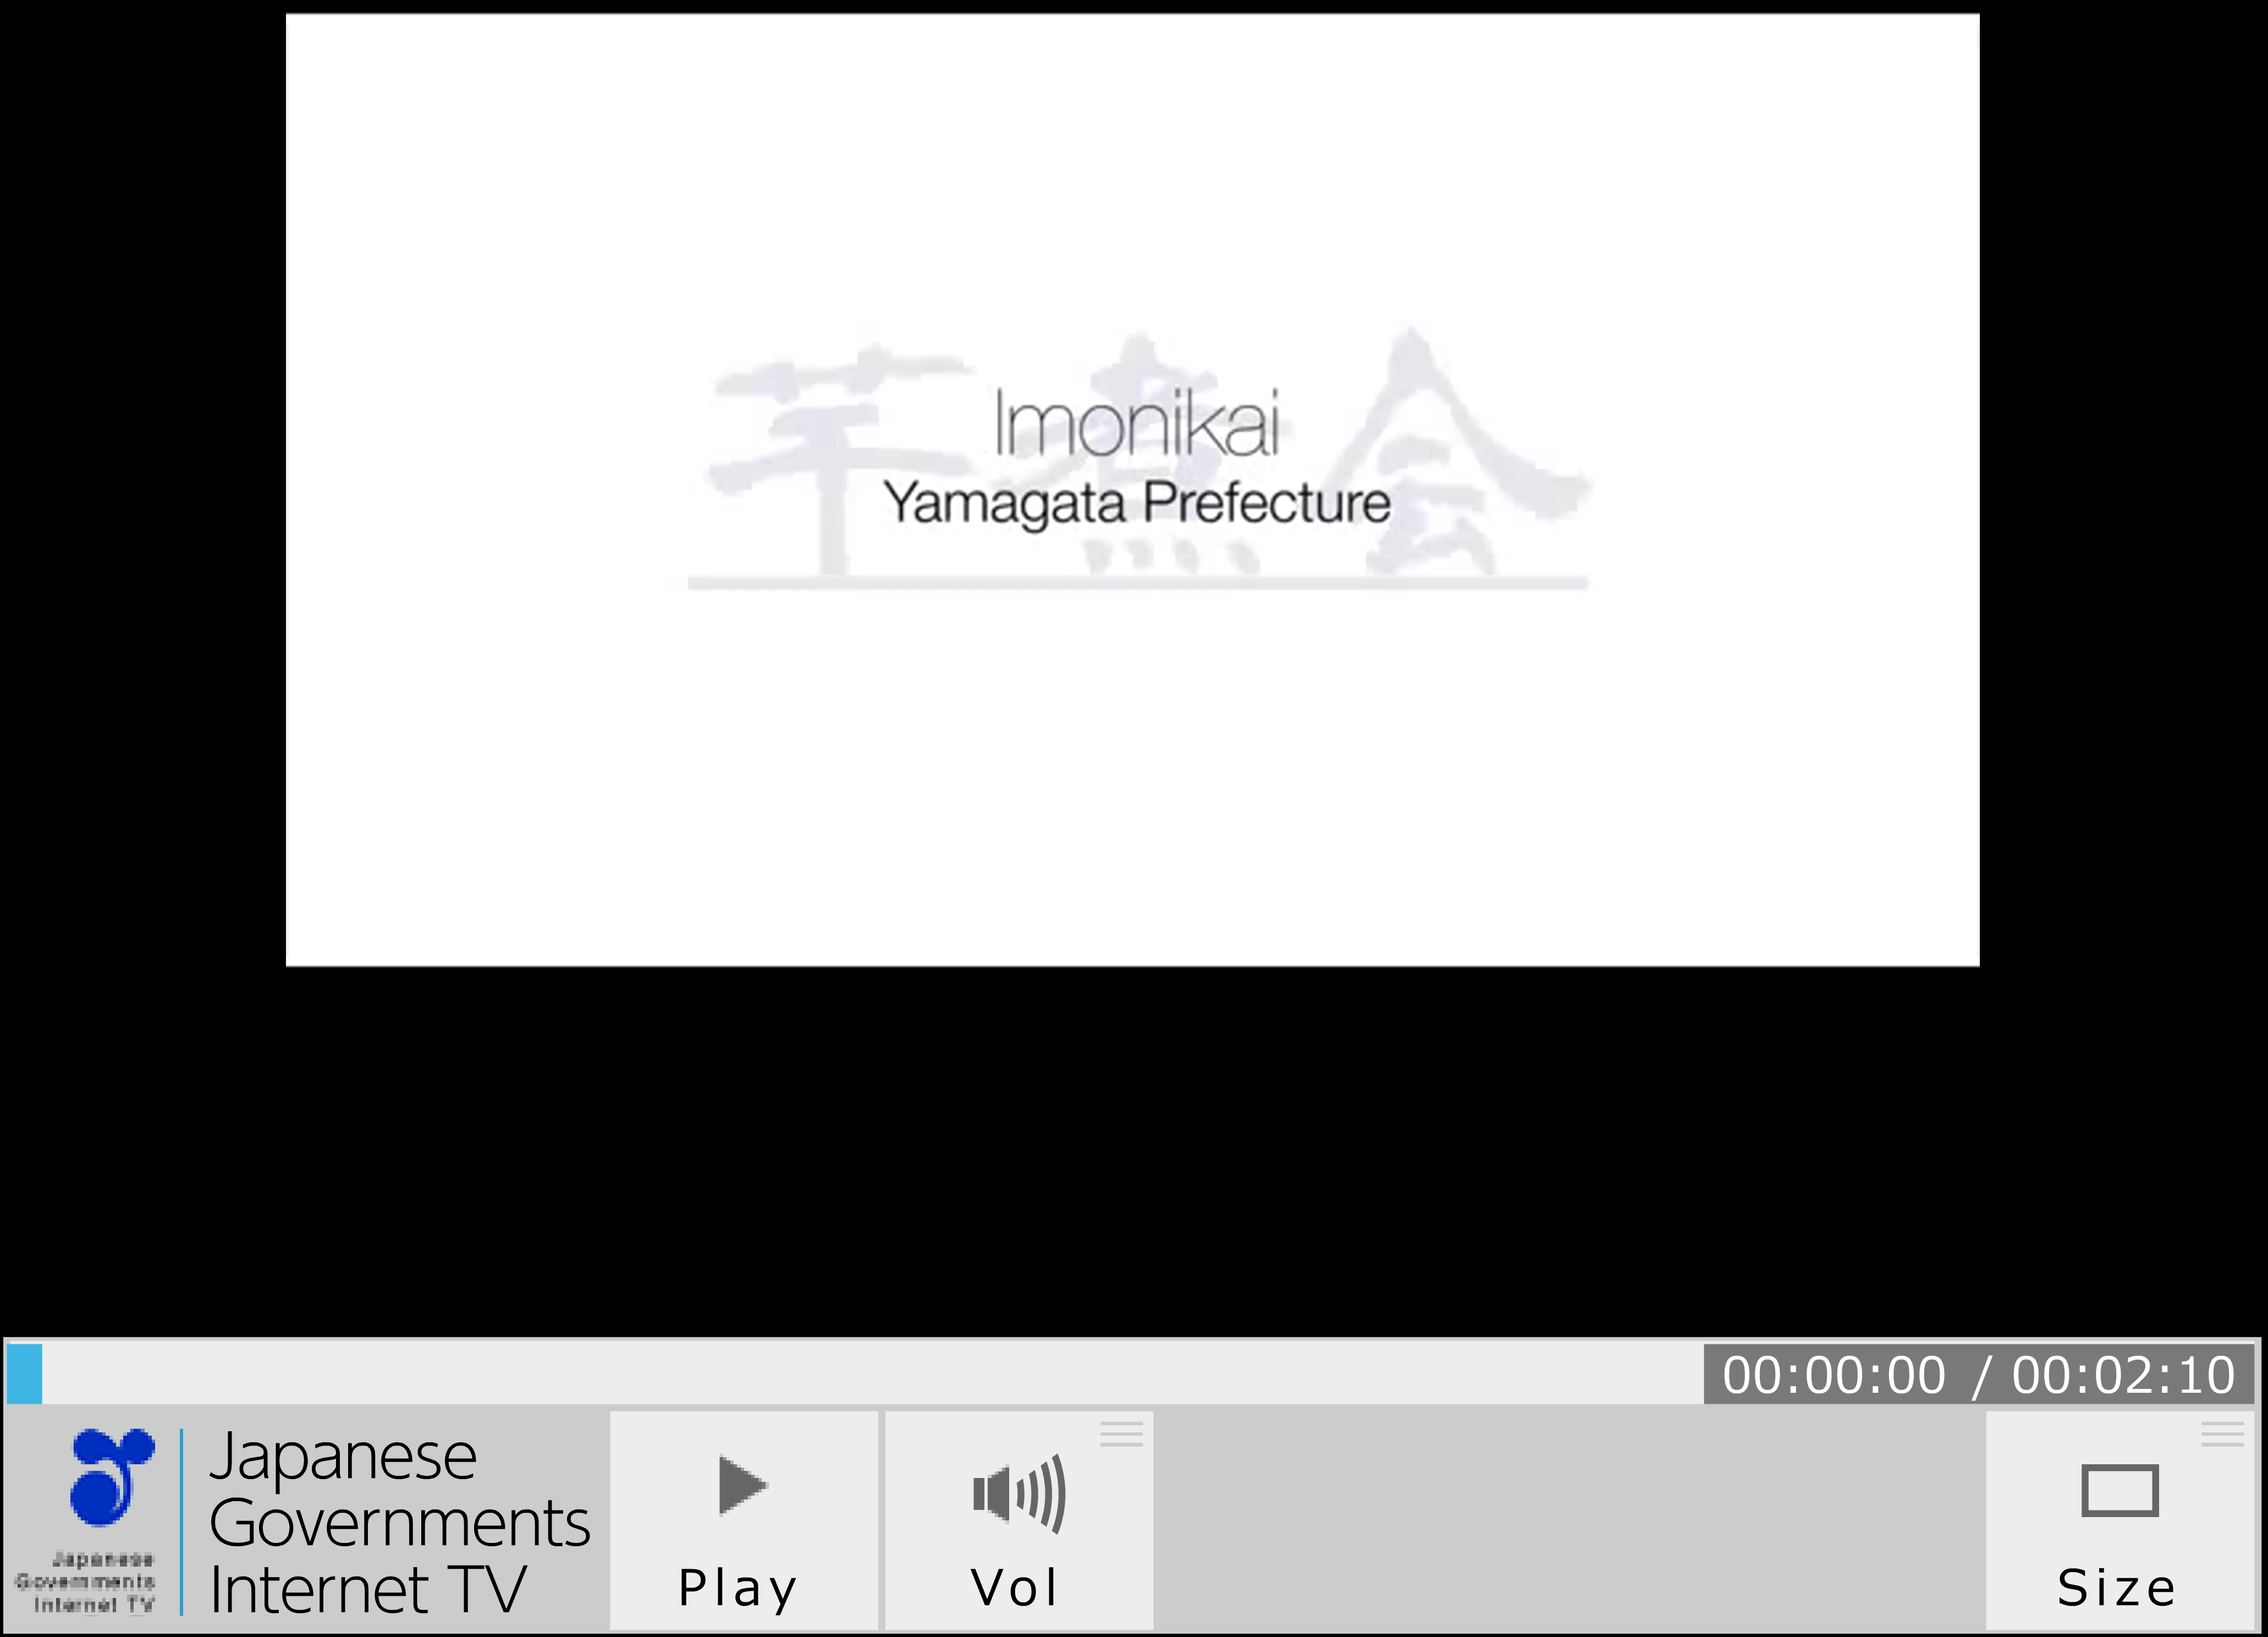 芋煮会
Imonikai
Yamagata Prefecture
00:00:00 / 00:02:10
Japanese
Governments
Internet TV
Japanese
Governments
Internet TV
Play
Vol
Size